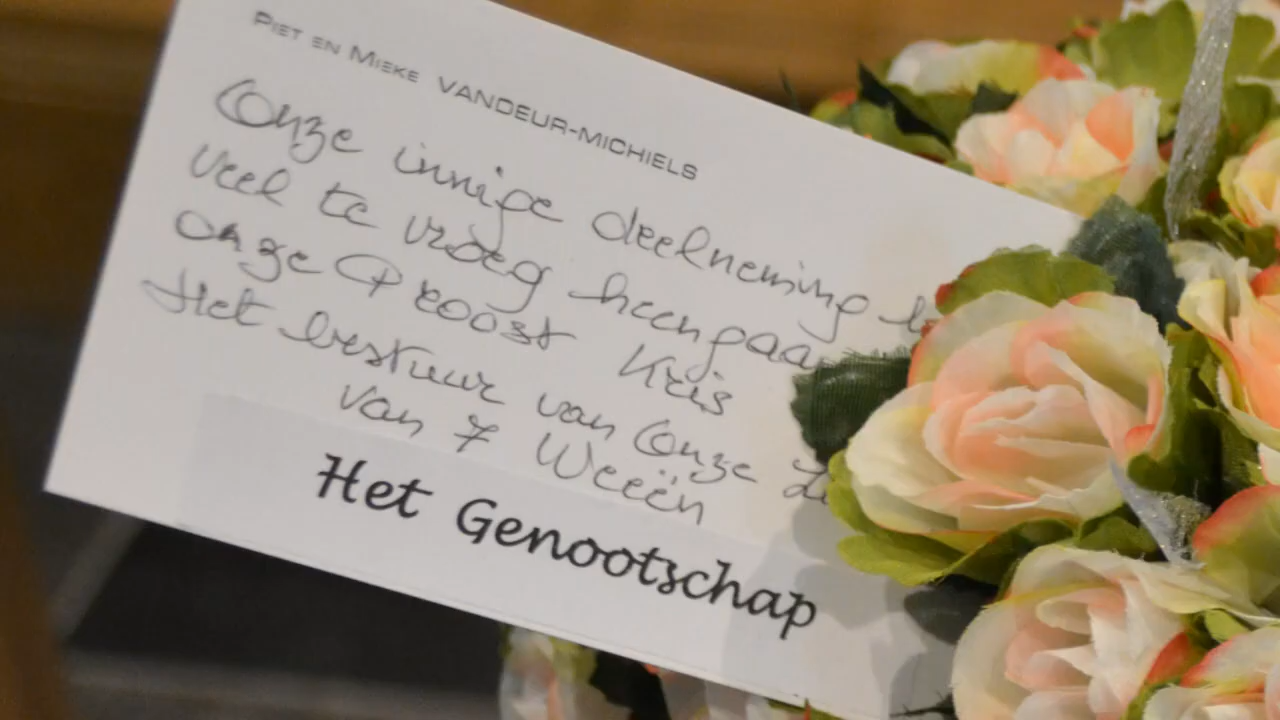 PIET EN MIEKE VANDEUR-MICHIELS
Onze innige deelneming
veel te vroeg heengaa
onze Proost Kris
Het bestuur van Onze
van 7 Weeën
Het Genootschap